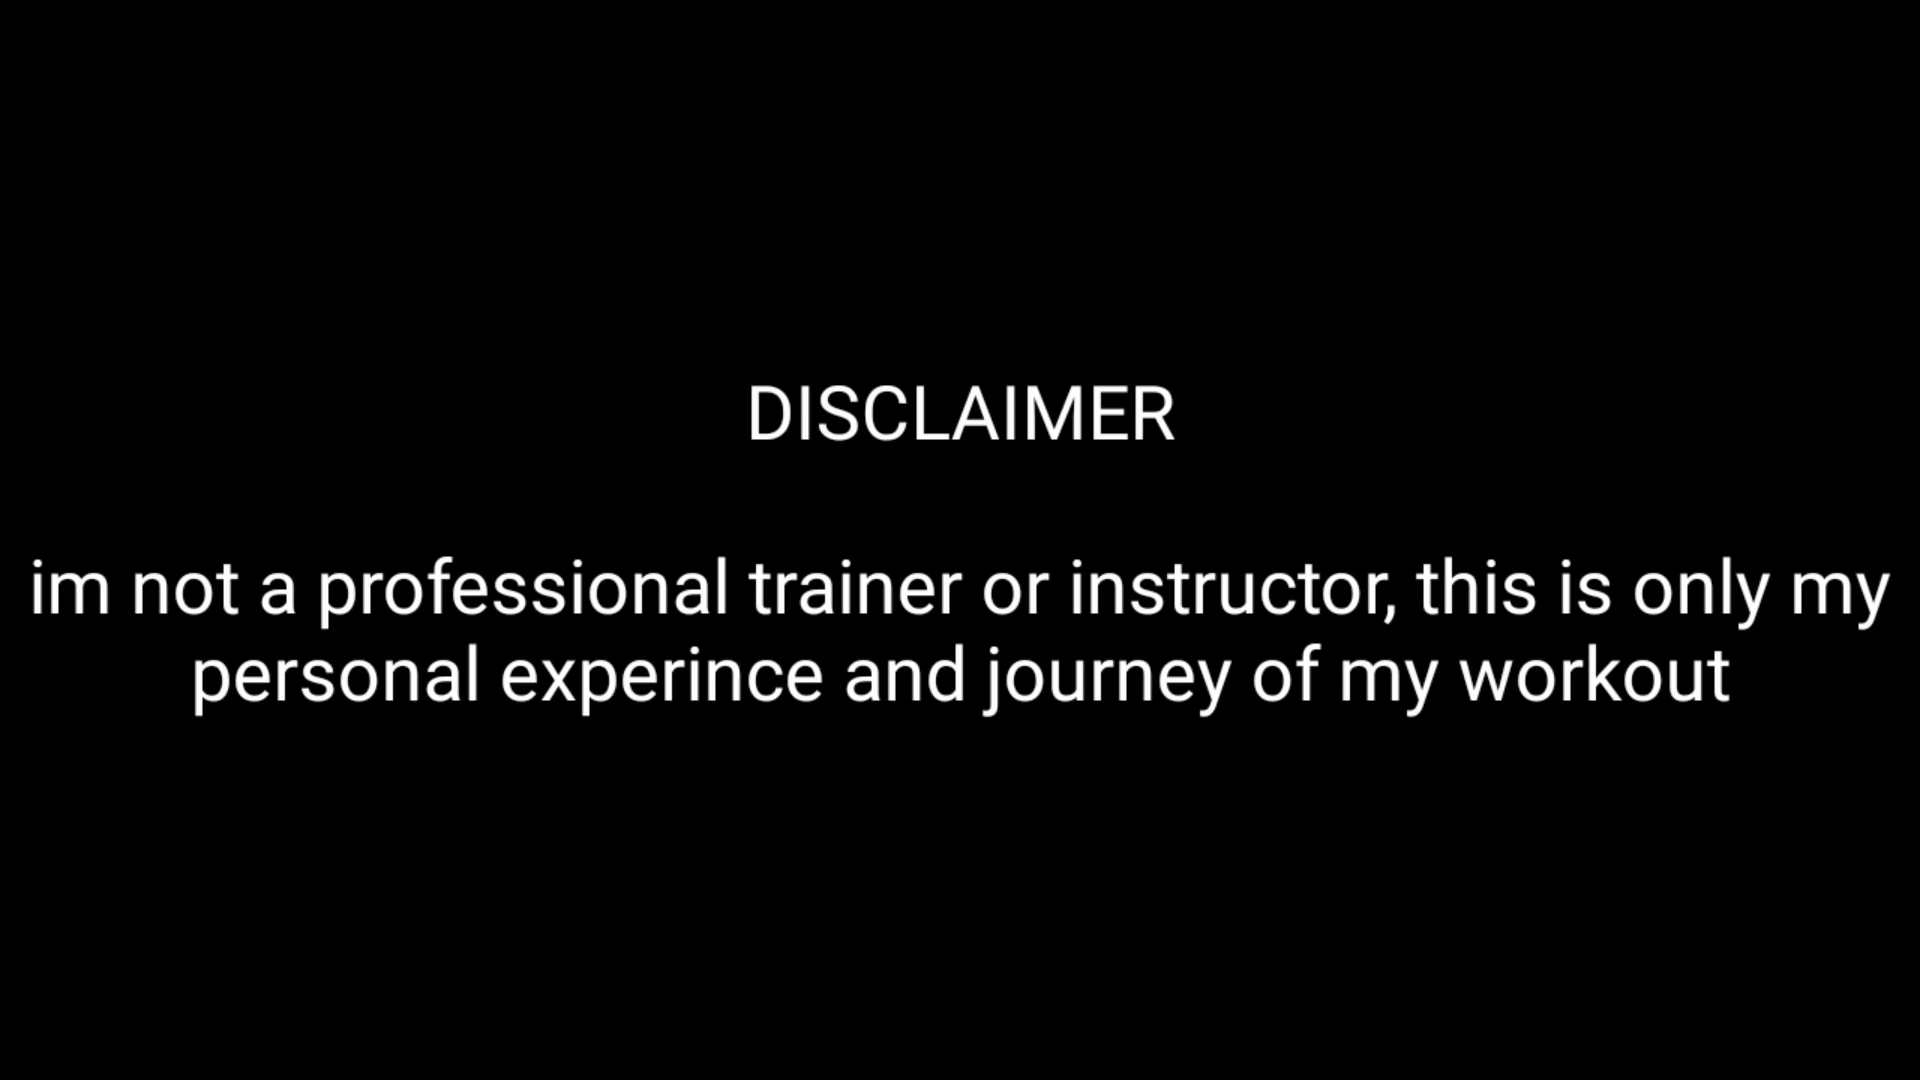 DISCLAIMER
im not a professional trainer or instructor, this is only my
personal experince and journey of my workout